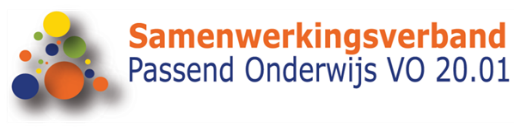 Samenwerkingsverband
Passend Onderwijs VO 20.01